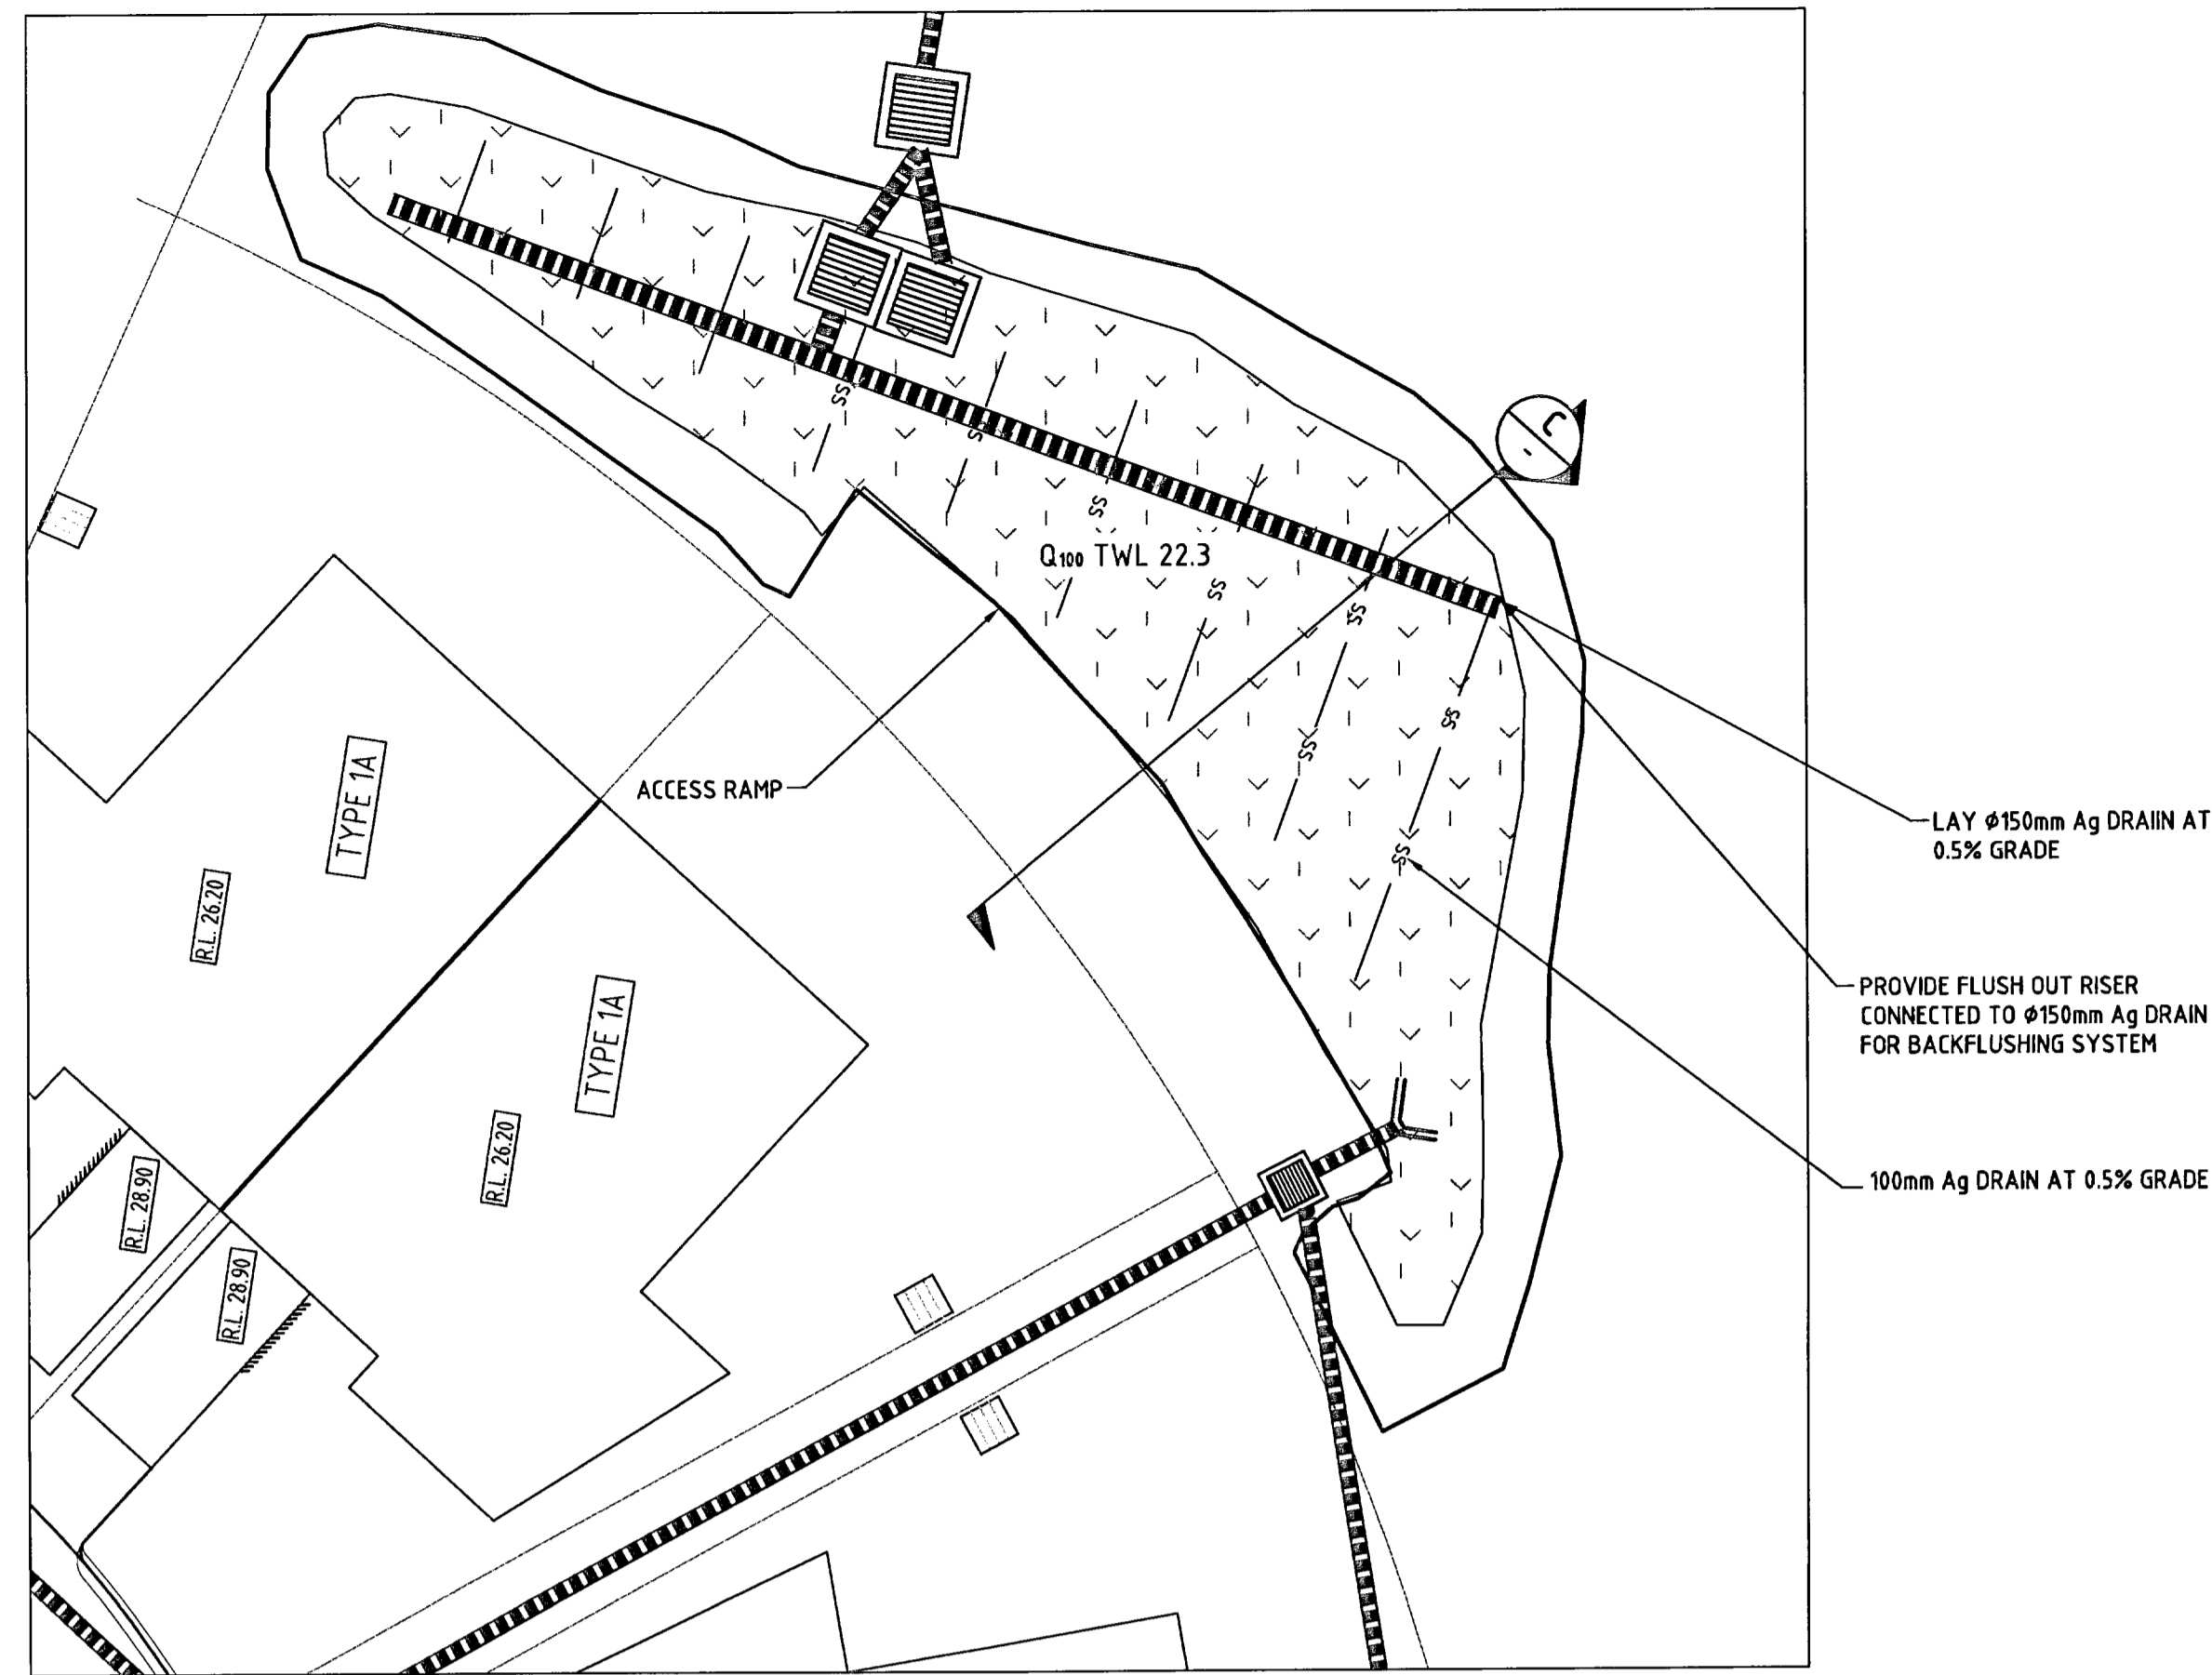 C
-
SS
SS
SS
Q100 TWL 22.3
SS
SS
SS
SS
SS
ACCESS RAMP
TYPE 1A
R.L. 26.20
TYPE 1A
R.L. 26.20
R.L. 28.90
R.L. 28.90
LAY ϕ150mm Ag DRAIIN AT
0.5% GRADE
PROVIDE FLUSH OUT RISER
CONNECTED TO ϕ150mm Ag DRAIN
FOR BACKFLUSHING SYSTEM
100mm Ag DRAIN AT 0.5% GRADE